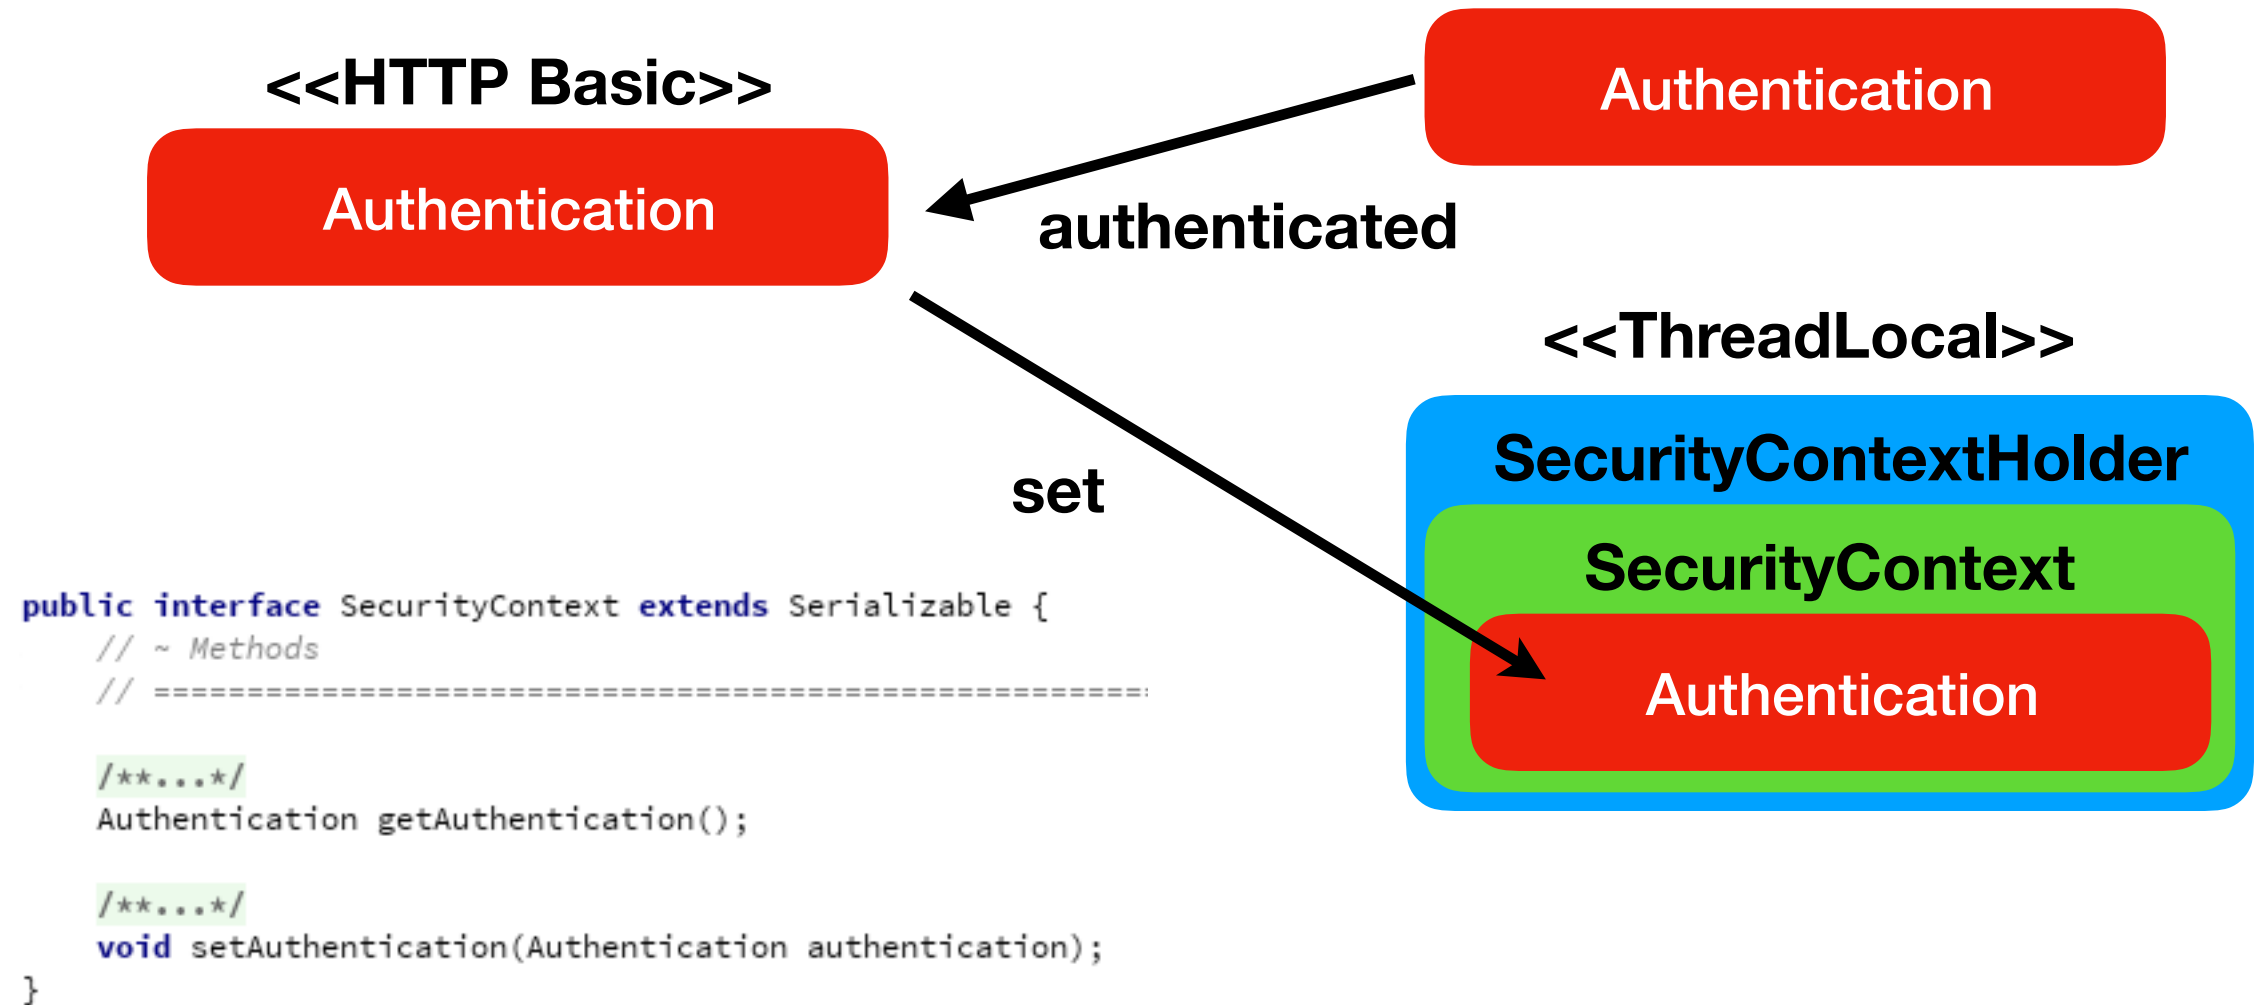 <<HTTP Basic>>
Authentication
Authentication
authenticated
<<ThreadLocal>>
SecurityContextHolder
SecurityContext
Authentication
set
public interface SecurityContext extends Serializable {
// ~ Methods
// =====================================================
/**...*/
Authentication getAuthentication();
/**...*/
void setAuthentication(Authentication authentication);
}